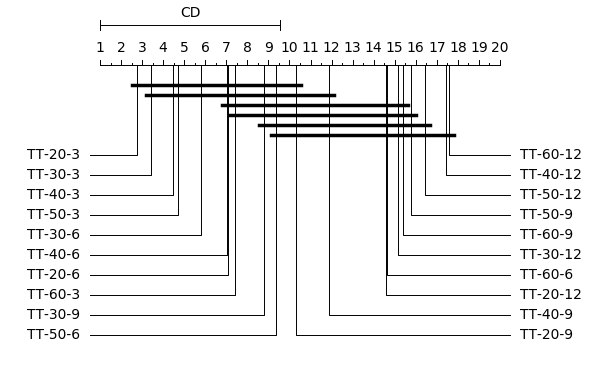 CD
1 2 3 4 5 6 7 8 9 10 11 12 13 14 15 16 17 18 19 20
TT-20-3 TT-60-12
TT-30-3 TT-40-12
TT-40-3 TT-50-12
TT-50-3 TT-50-9
TT-30-6 TT-60-9
TT-40-6 TT-30-12
TT-20-6 TT-60-6
TT-60-3 TT-20-12
TT-30-9 TT-40-9
TT-50-6 TT-20-9